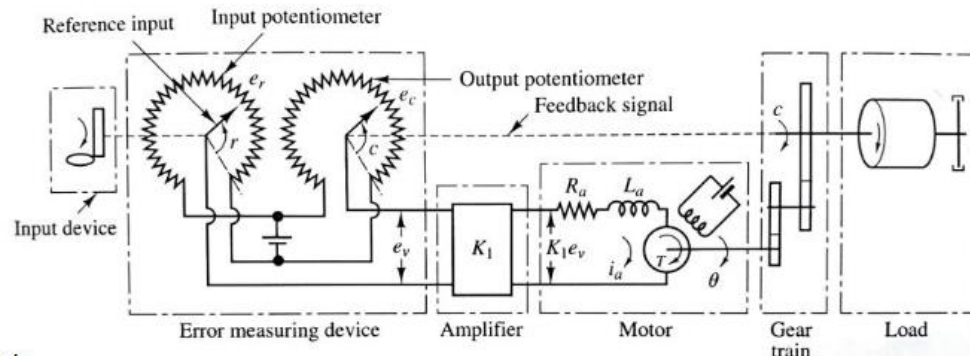 Reference input
Input potentiometer
e_r
r
Output potentiometer
e_c
c
Feedback signal
c
Input device
R_a
L_a
e_v
K_1
K_1e_v
i_a
T
θ
Error measuring device
Amplifier
Motor
Gear
train
Load